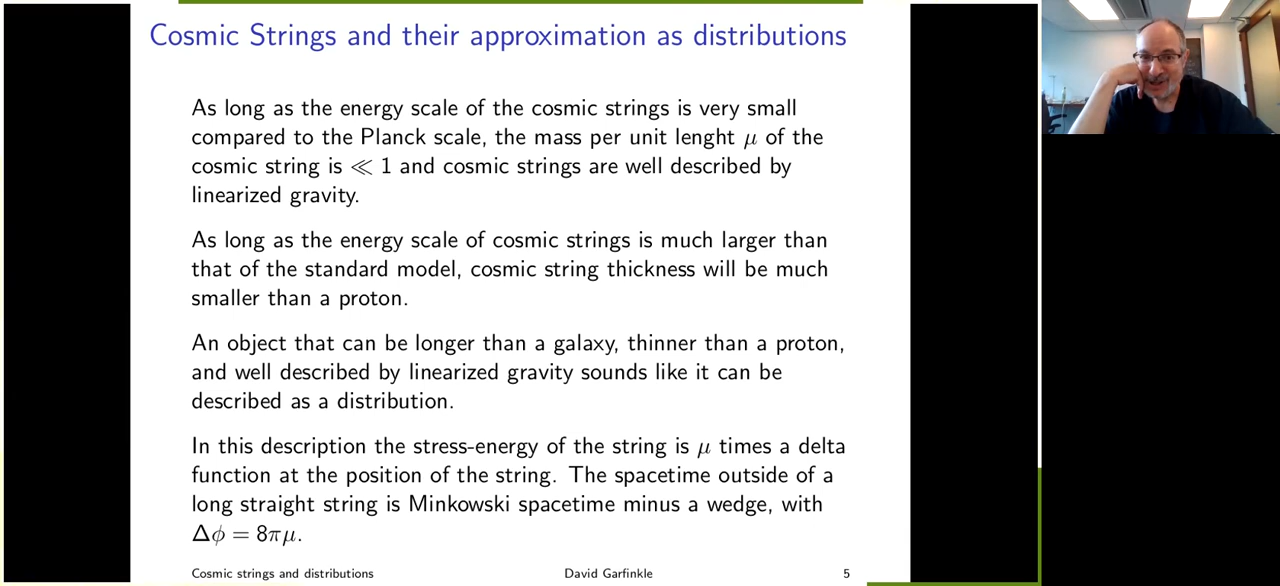 Cosmic Strings and their approximation as distributions
As long as the energy scale of the cosmic strings is very small
compared to the Planck scale, the mass per unit lenght μ of the
cosmic string is ≪ 1 and cosmic strings are well described by
linearized gravity.
As long as the energy scale of cosmic strings is much larger than
that of the standard model, cosmic string thickness will be much
smaller than a proton.
An object that can be longer than a galaxy, thinner than a proton,
and well described by linearized gravity sounds like it can be
described as a distribution.
In this description the stress-energy of the string is μ times a delta
function at the position of the string. The spacetime outside of a
long straight string is Minkowski spacetime minus a wedge, with
Δϕ = 8πμ.
Cosmic strings and distributions David Garfinkle 5